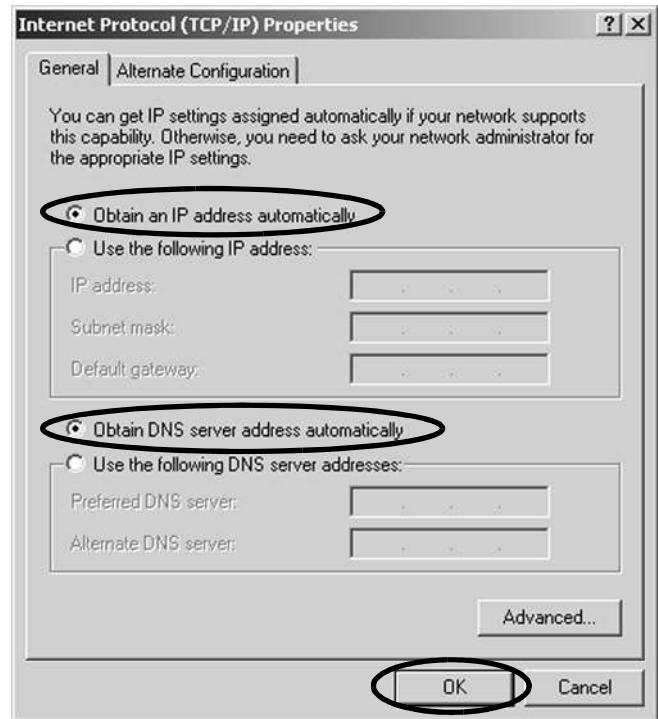 Internet Protocol (TCP/IP) Properties
General
Alternate Configuration
You can get IP settings assigned automatically if your network supports
this capability. Otherwise, you need to ask your network administrator for
the appropriate IP settings.
Obtain an IP address automatically
Use the following IP address:
IP address:
Subnet mask:
Default gateway:
Obtain DNS server address automatically
Use the following DNS server addresses:
Preferred DNS server:
Alternate DNS server:
Advanced...
OK
Cancel